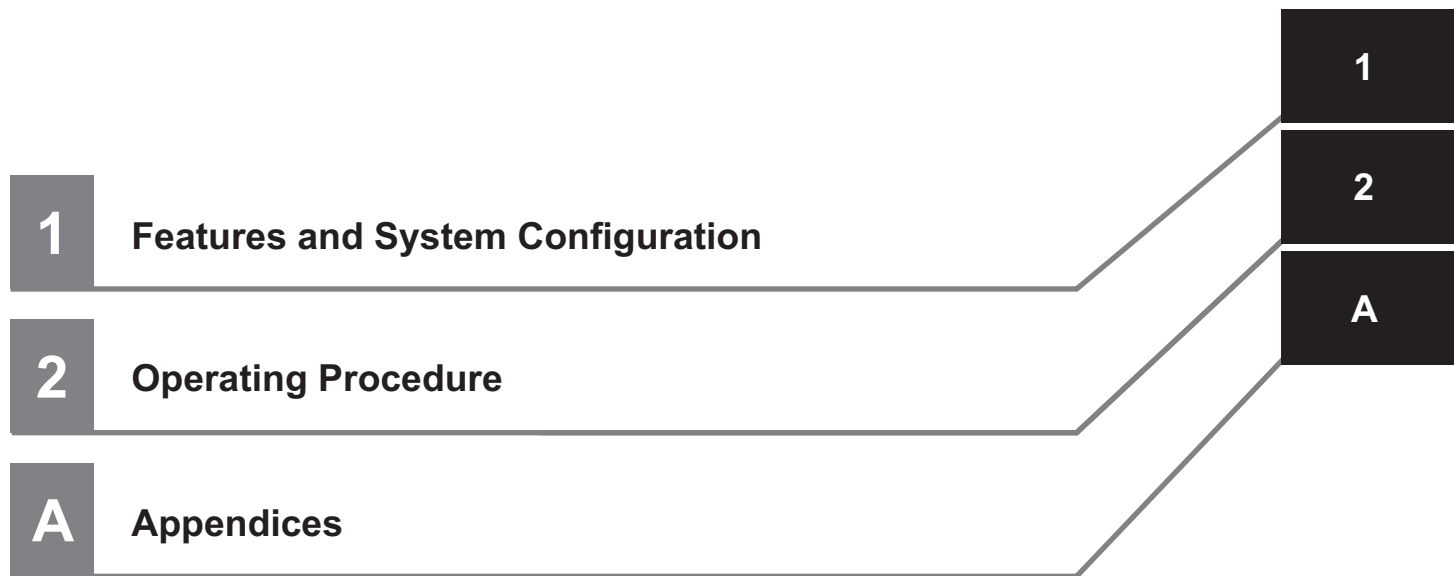 1
2
A
1 Features and System Configuration
2 Operating Procedure
A Appendices